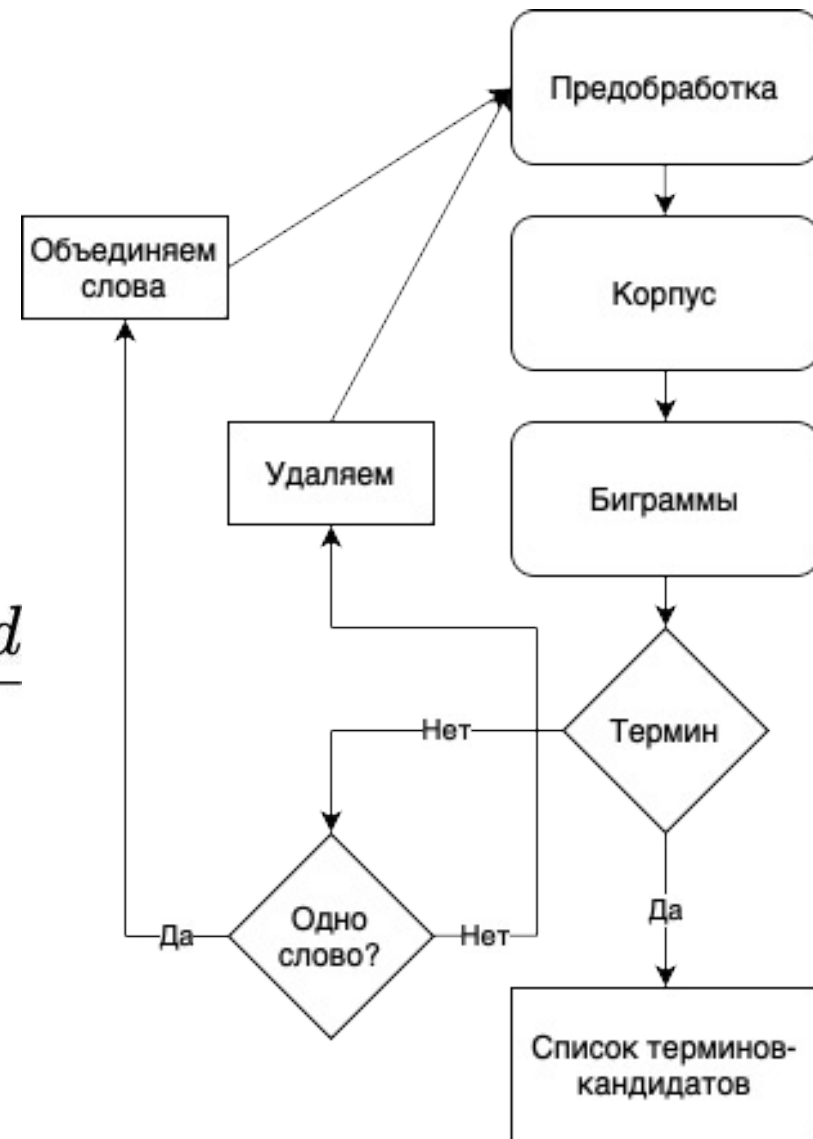 Предобработка
Объединяем
слова
Корпус
Удаляем
Биграммы
d
Термин
Нет
Одно
слово?
Да
Нет
Да
Список терминов-
кандидатов